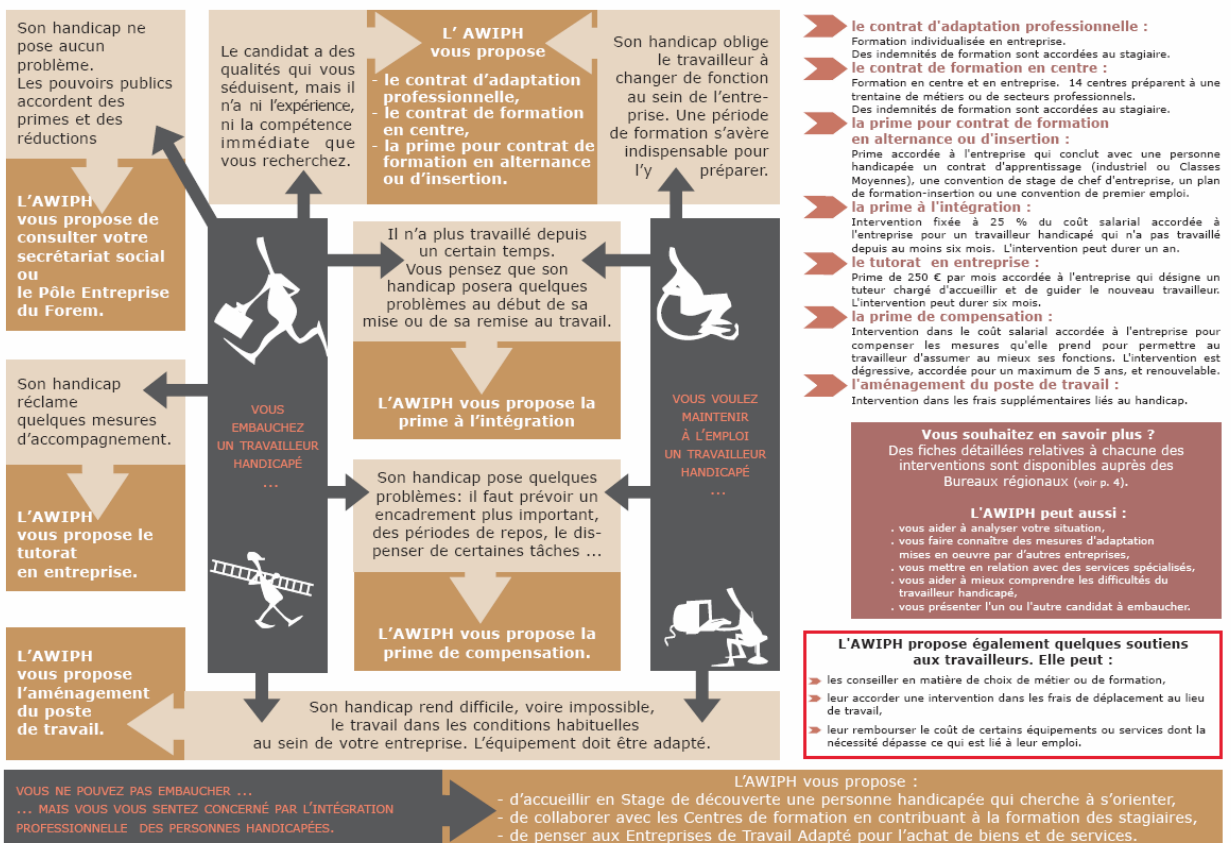 Son handicap ne
pose aucun
problème.
Les pouvoirs publics
accordent des
primes et des
réductions
L'AWIPH
vous propose de
consulter votre
secrétariat social
ou
le Pôle Entreprise
du Forem.
Le candidat a des
qualités qui vous
séduisent, mais il
n'a ni l'expérience,
ni la compétence
immédiate que
vous recherchez.
L' AWIPH
vous propose
- le contrat d'adaptation
professionnelle,
- le contrat de formation
en centre,
- la prime pour contrat de
formation en alternance
ou d'insertion.
Son handicap oblige
le travailleur à
changer de fonction
au sein de l'entre-
prise. Une période
de formation s'avère
indispensable pour
l'y préparer.
Il n'a plus travaillé depuis
un certain temps.
Vous pensez que son
handicap posera quelques
problèmes au début de sa
mise ou de sa remise au travail.
L'AWIPH vous propose la
prime à l'intégration
Son handicap
réclame
quelques mesures
d'accompagnement.
L'AWIPH
vous propose le
tutorat
en entreprise.
VOUS
EMBAUCHEZ
UN TRAVAILLEUR
HANDICAPÉ
...
VOUS VOULEZ
MAINTENIR
À L'EMPLOI
UN TRAVAILLEUR
HANDICAPÉ
...
Son handicap pose quelques
problèmes: il faut prévoir un
encadrement plus important,
des périodes de repos, le dis-
penser de certaines tâches ...
L'AWIPH vous propose la
prime de compensation.
L'AWIPH
vous propose
l'aménagement
du poste
de travail.
Son handicap rend difficile, voire impossible,
le travail dans les conditions habituelles
au sein de votre entreprise. L'équipement doit être adapté.
le contrat d'adaptation professionnelle :
Formation individualisée en entreprise.
Des indemnités de formation sont accordées au stagiaire.
le contrat de formation en centre :
Formation en centre et en entreprise. 14 centres préparent à une
trentaine de métiers ou de secteurs professionnels.
Des indemnités de formation sont accordées au stagiaire.
la prime pour contrat de formation
en alternance ou d'insertion :
Prime accordée à l'entreprise qui conclut avec une personne
handicapée un contrat d'apprentissage (industriel ou Classes
Moyennes), une convention de stage de chef d'entreprise, un plan
de formation-insertion ou une convention de premier emploi.
la prime à l'intégration :
Intervention fixée à 25 % du coût salarial accordée à
l'entreprise pour un travailleur handicapé qui n'a pas travaillé
depuis au moins six mois. L'intervention peut durer un an.
le tutorat en entreprise :
Prime de 250 € par mois accordée à l'entreprise qui désigne un
tuteur chargé d'accueillir et de guider le nouveau travailleur.
L'intervention peut durer six mois.
la prime de compensation :
Intervention dans le coût salarial accordée à l'entreprise pour
compenser les mesures qu'elle prend pour permettre au
travailleur d'assumer au mieux ses fonctions. L'intervention est
dégressive, accordée pour un maximum de 5 ans, et renouvelable.
l'aménagement du poste de travail :
Intervention dans les frais supplémentaires liés au handicap.
Vous souhaitez en savoir plus ?
Des fiches détaillées relatives à chacune des
interventions sont disponibles auprès des
Bureaux régionaux (voir p. 4).
L'AWIPH peut aussi :
. vous aider à analyser votre situation,
. vous faire connaître des mesures d'adaptation
mises en oeuvre par d'autres entreprises,
. vous mettre en relation avec des services spécialisés,
. vous aider à mieux comprendre les difficultés du
travailleur handicapé,
. vous présenter l'un ou l'autre candidat à embaucher.
L'AWIPH propose également quelques soutiens
aux travailleurs. Elle peut :
les conseiller en matière de choix de métier ou de formation,
leur accorder une intervention dans les frais de déplacement au lieu
de travail,
leur rembourser le coût de certains équipements ou services dont la
nécessité dépasse ce qui est lié à leur emploi.
VOUS NE POUVEZ PAS EMBAUCHER ...
... MAIS VOUS VOUS SENTEZ CONCERNÉ PAR L'INTÉGRATION
PROFESSIONNELLE DES PERSONNES HANDICAPÉES.
L'AWIPH vous propose :
- d'accueillir en Stage de découverte une personne handicapée qui cherche à s'orienter,
- de collaborer avec les Centres de formation en contribuant à la formation des stagiaires,
- de penser aux Entreprises de Travail Adapté pour l'achat de biens et de services.